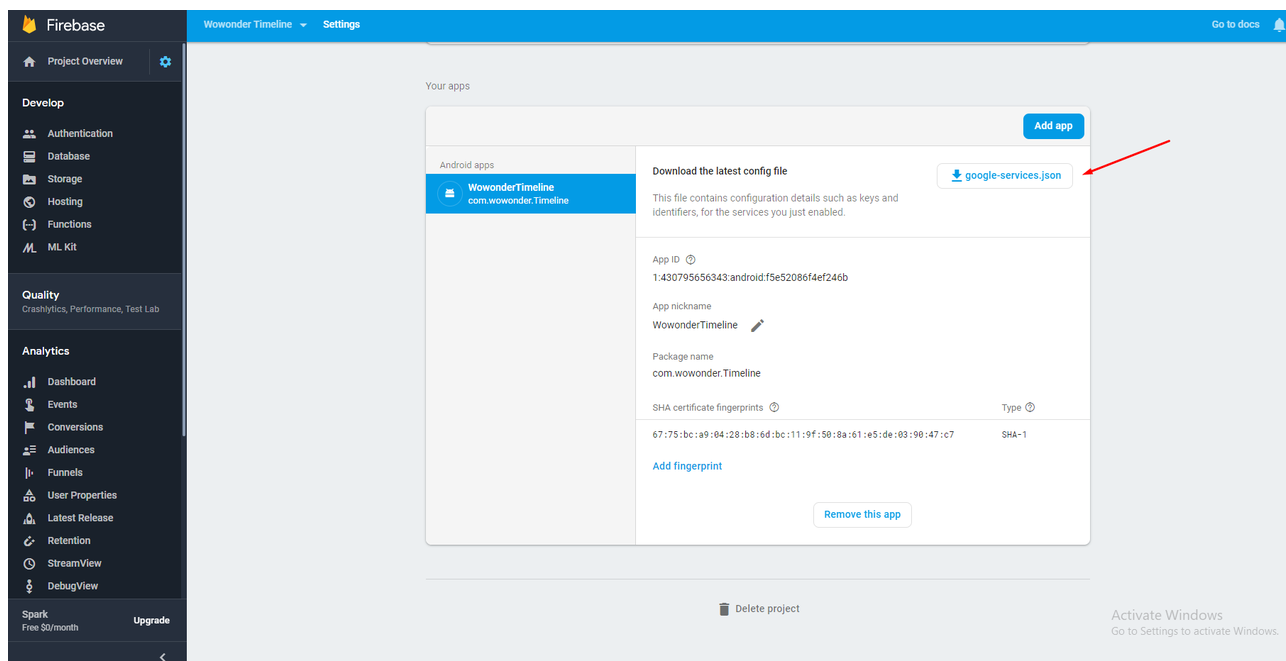 Firebase
Wowonder Timeline
Settings
Go to docs
Project Overview
Develop
Authentication
Database
Storage
Hosting
Functions
ML Kit
Quality
Crashlytics, Performance, Test Lab
Analytics
Dashboard
Events
Conversions
Audiences
Funnels
User Properties
Latest Release
Retention
StreamView
DebugView
Spark
Free $0/month
Upgrade
Your apps
Add app
Android apps
WowonderTimeline
com.wowonder.Timeline
Download the latest config file
google-services.json
This file contains configuration details such as keys and
identifiers, for the services you just enabled.
App ID
1:430795656343:android:f5e52086f4ef246b
App nickname
WowonderTimeline
Package name
com.wowonder.Timeline
SHA certificate fingerprints
Type
67:75:bc:a9:04:28:b8:6d:bc:11:9f:50:8a:61:e5:de:03:90:47:c7
SHA-1
Add fingerprint
Remove this app
Delete project
Activate Windows
Go to Settings to activate Windows.